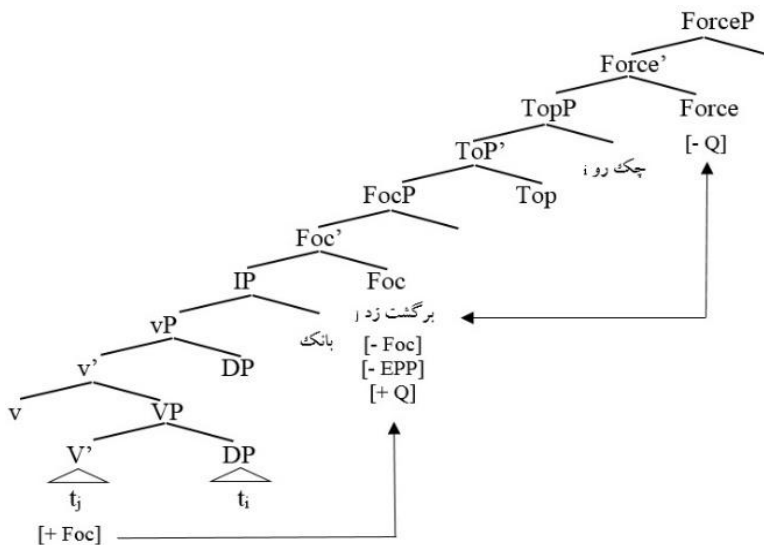 ForceP
Force’
TopP
Force
ToP’
چک رو i
[- Q]
FocP
Top
Foc’
IP
Foc
vP
بانک
برگشت زد j
v’
DP
[- Foc]
[- EPP]
v
VP
[+ Q]
V’
DP
tj
ti
[+ Foc]